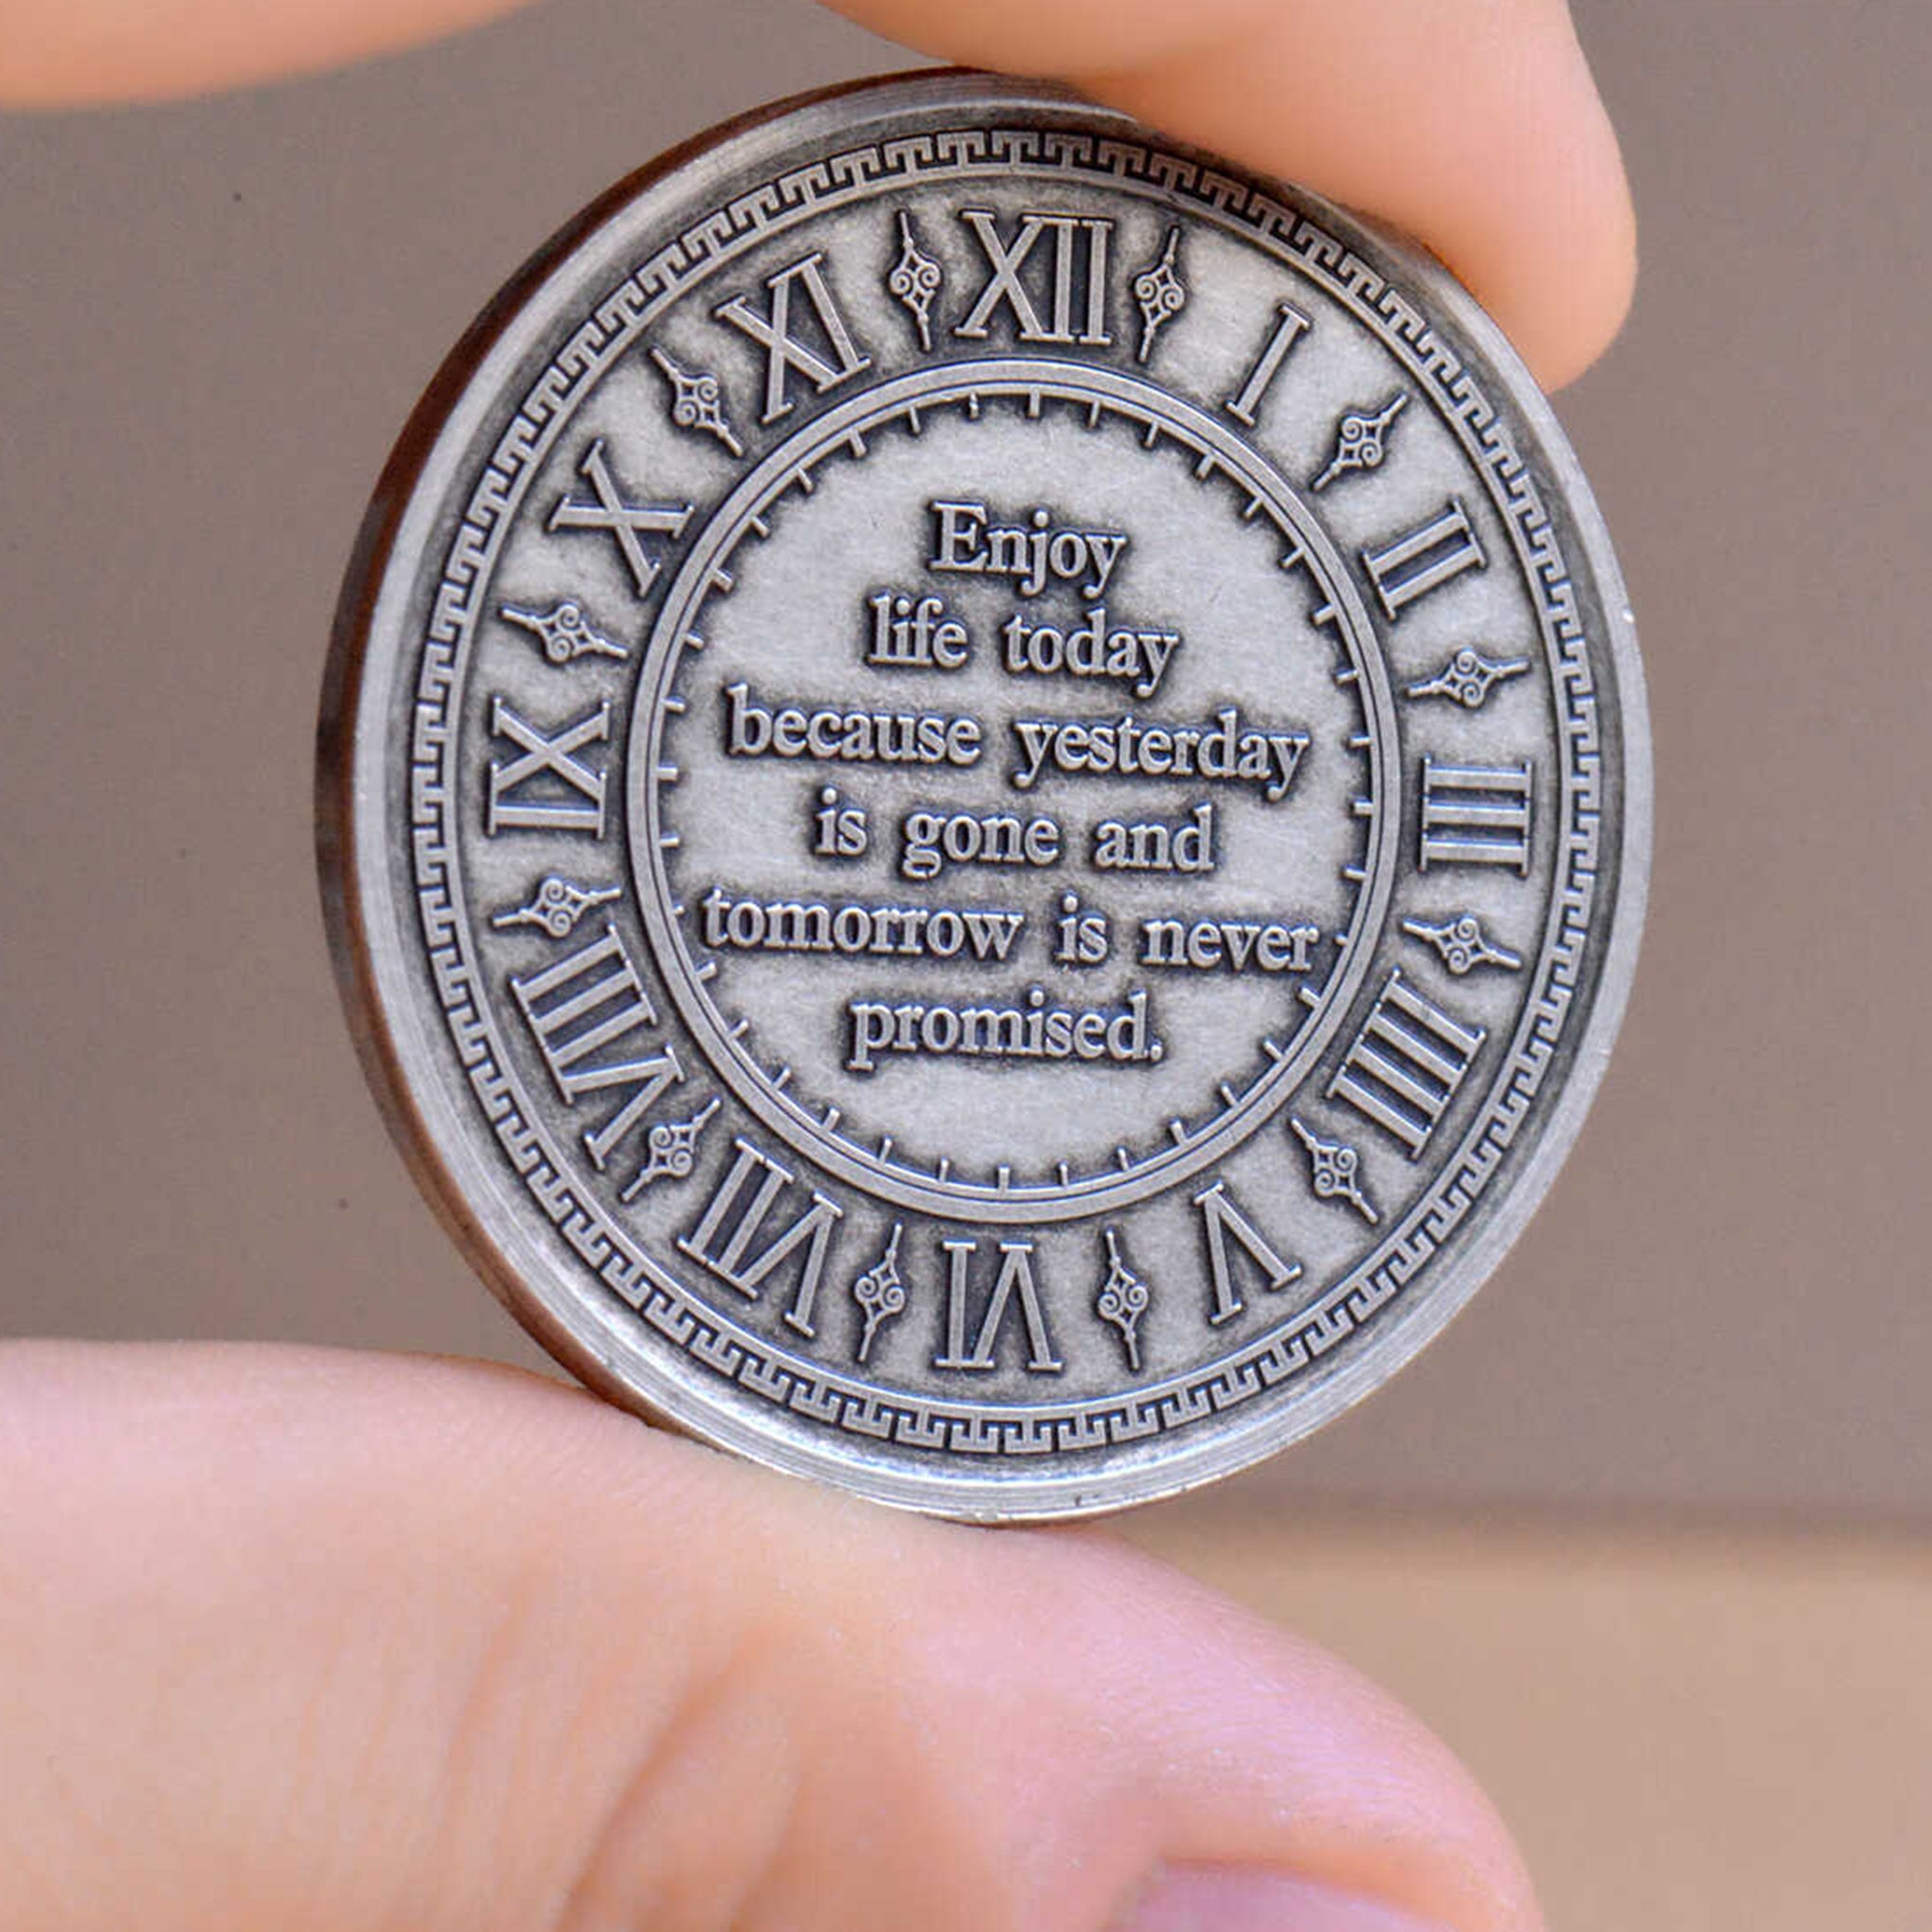 XII
I
II
III
IIII
V
VI
VII
VIII
IX
X
XI
Enjoy
life today
because yesterday
is gone and
tomorrow is never
promised.